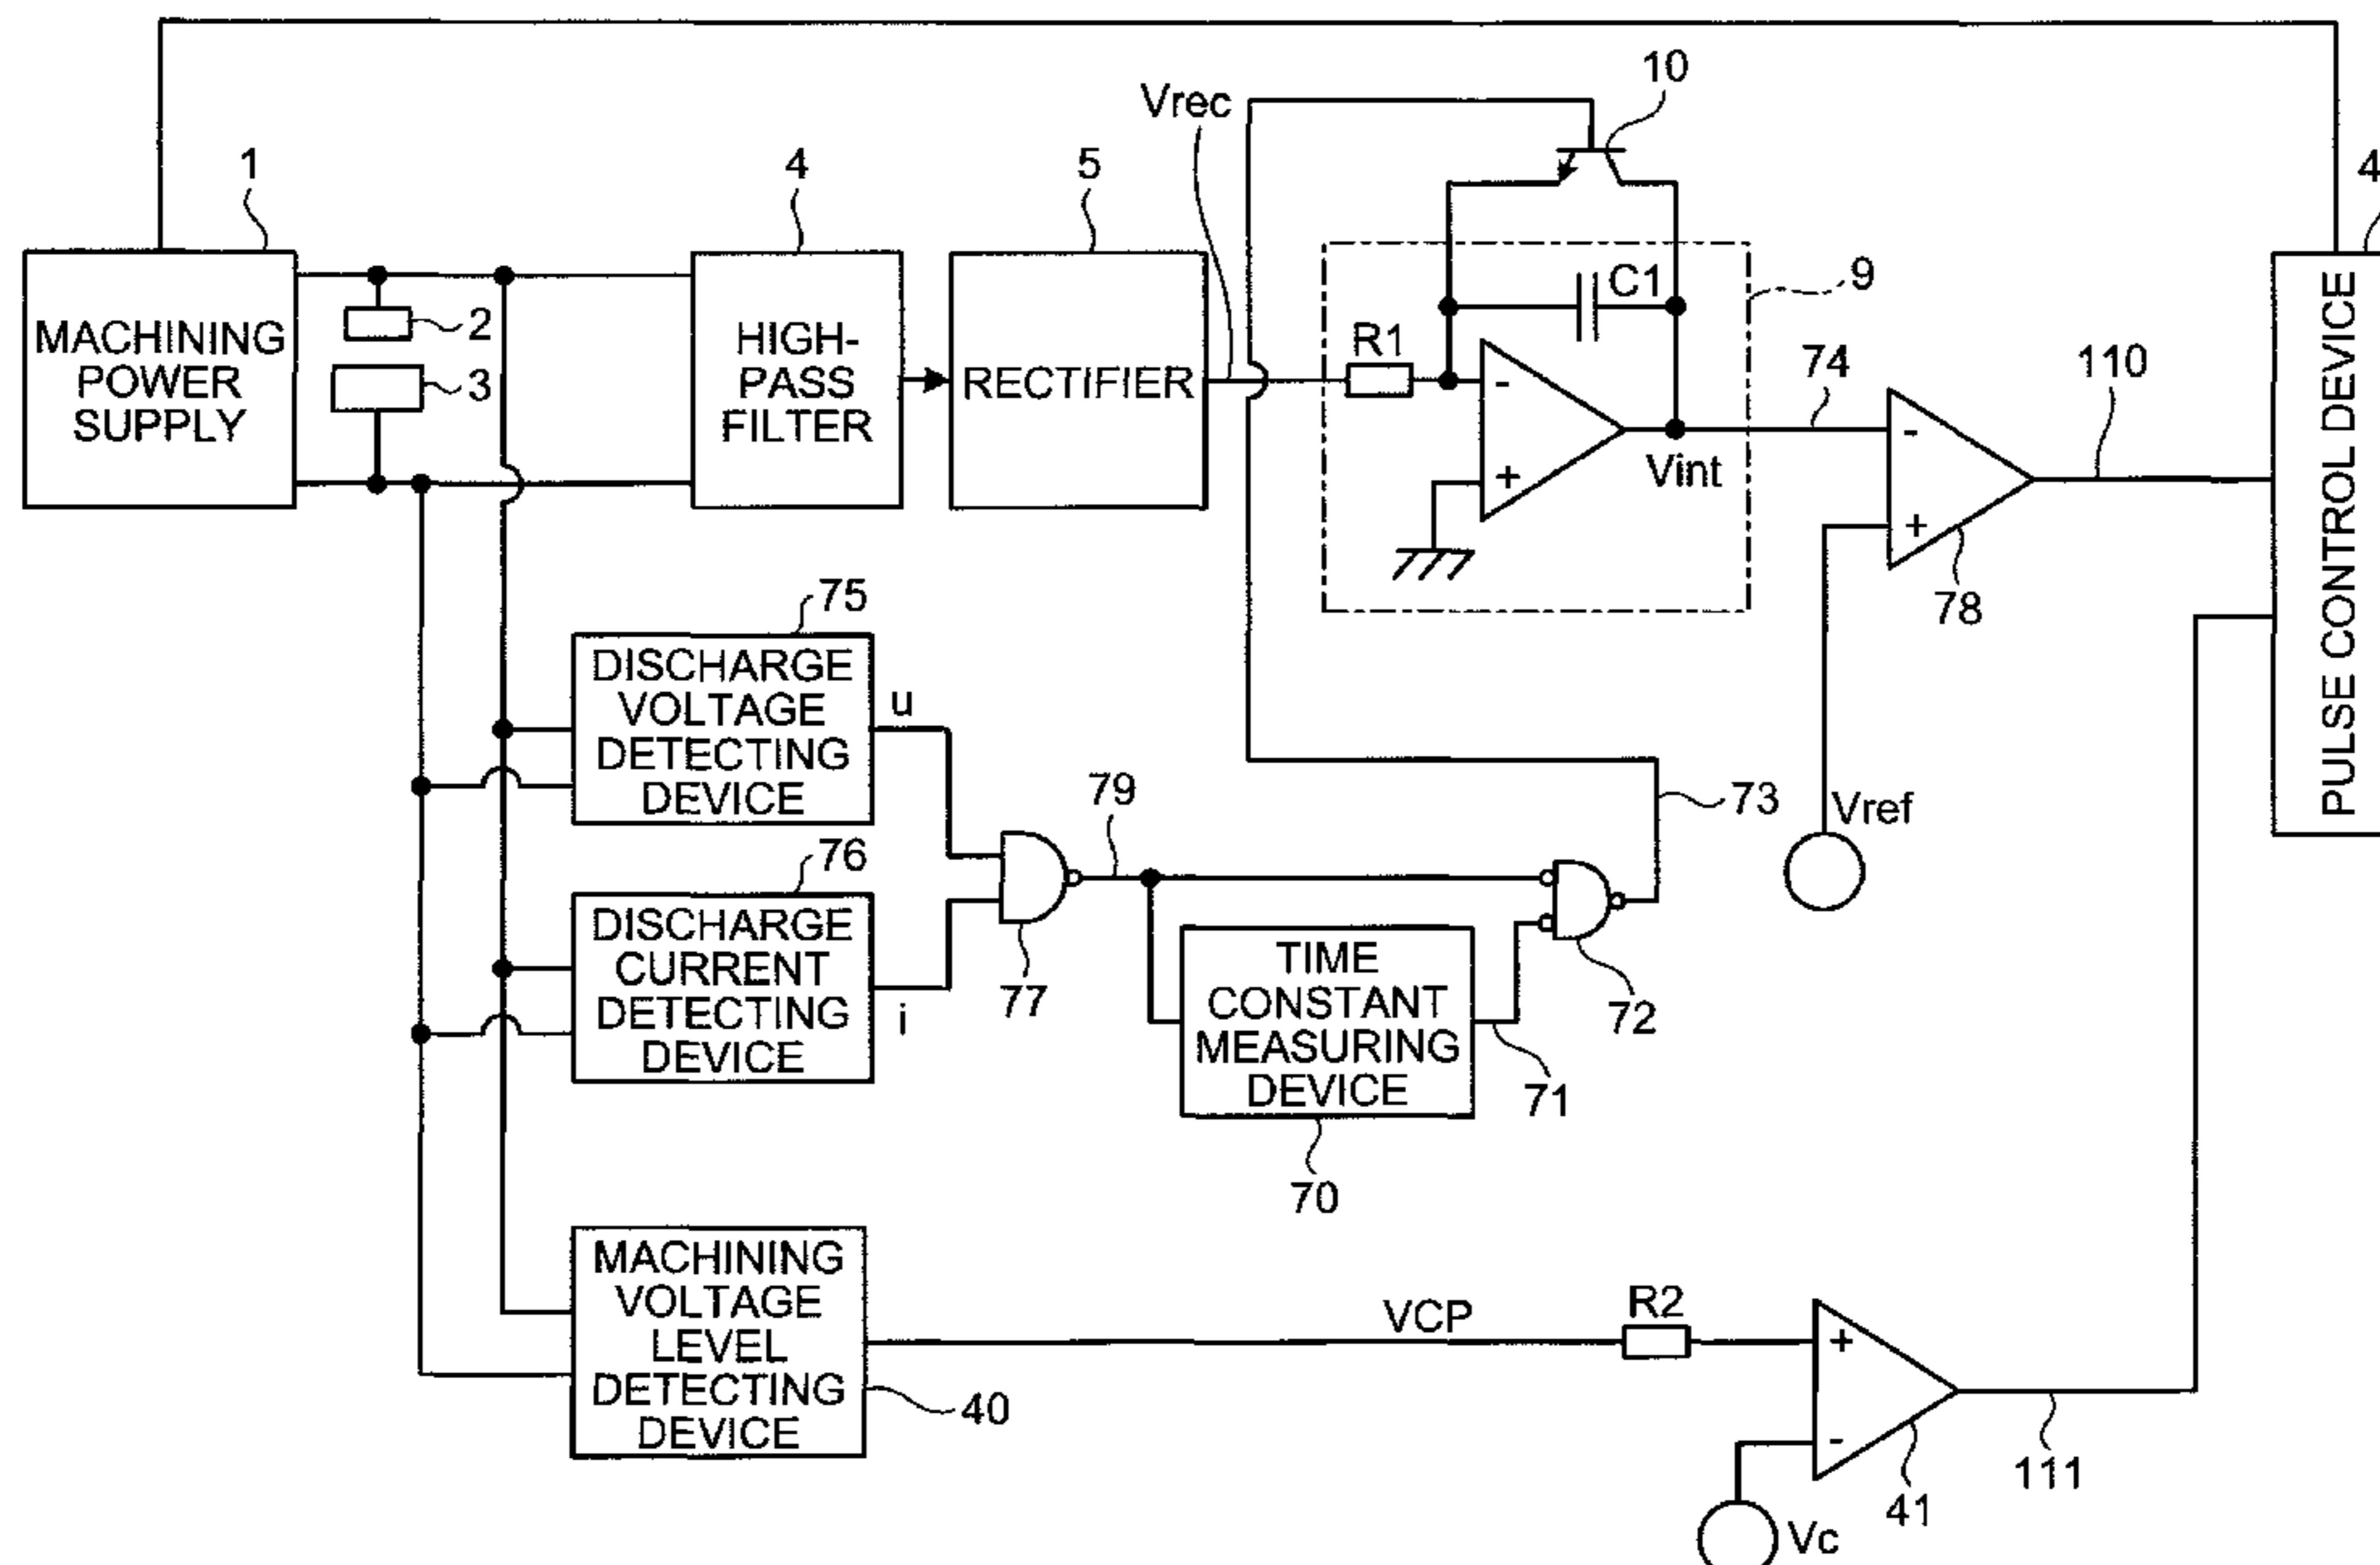 10
Vrec
1
4
5
4
MACHINING
POWER
SUPPLY
2
3
HIGH-
PASS
FILTER
RECTIFIER
R1
C1
9
-
+
Vint
74
-
+
78
110
PULSE CONTROL DEVICE
75
DISCHARGE
VOLTAGE
DETECTING
DEVICE
u
76
DISCHARGE
CURRENT
DETECTING
DEVICE
i
77
79
73
Vref
TIME
CONSTANT
MEASURING
DEVICE
72
71
70
MACHINING
VOLTAGE
LEVEL
DETECTING
DEVICE
40
VCP
R2
+
-
41
111
Vc